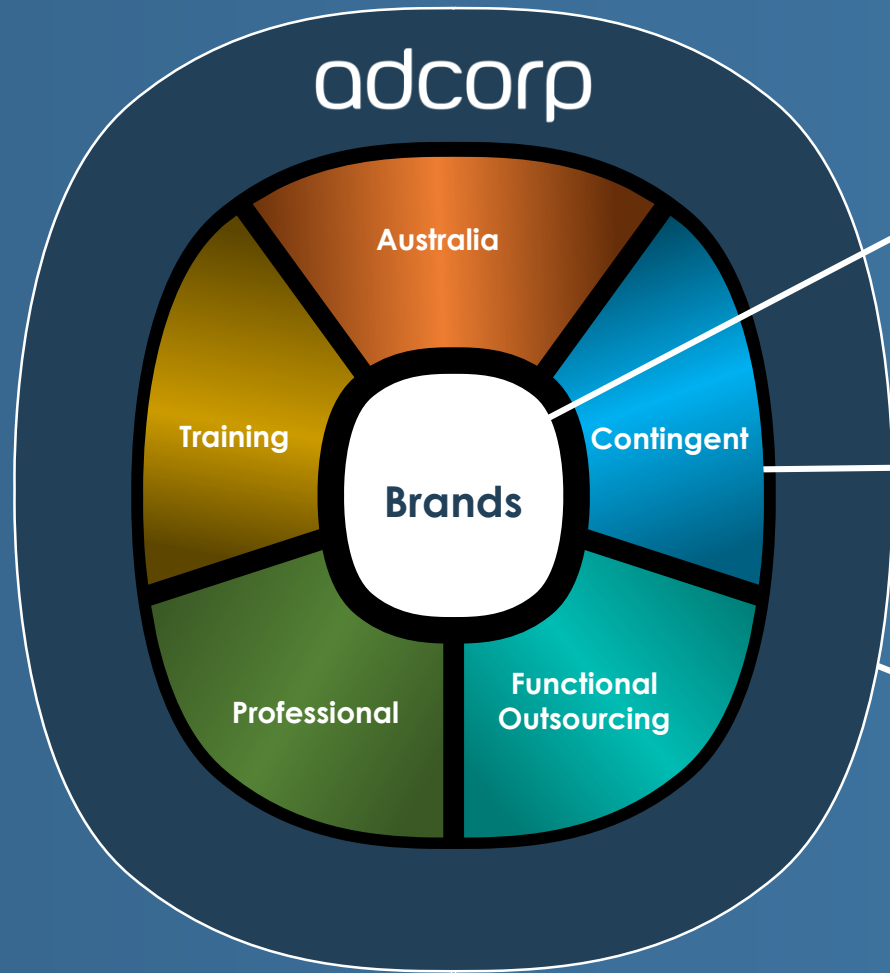 adcorp
Australia
Training
Contingent
Brands
Functional
Outsourcing
Professional